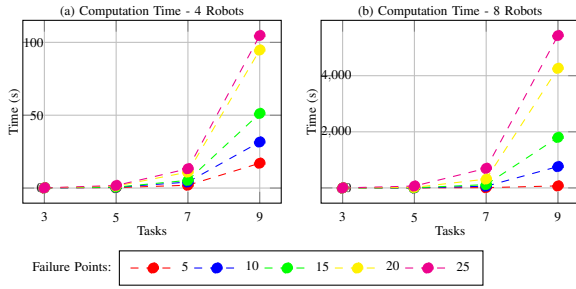 (a) Computation Time - 4 Robots
(b) Computation Time - 8 Robots
100
50
0
Time (s)
3 5 7 9
Tasks
4,000
2,000
Time (s)
3 5 7 9
Tasks
Failure Points: 5 10 15 20 25